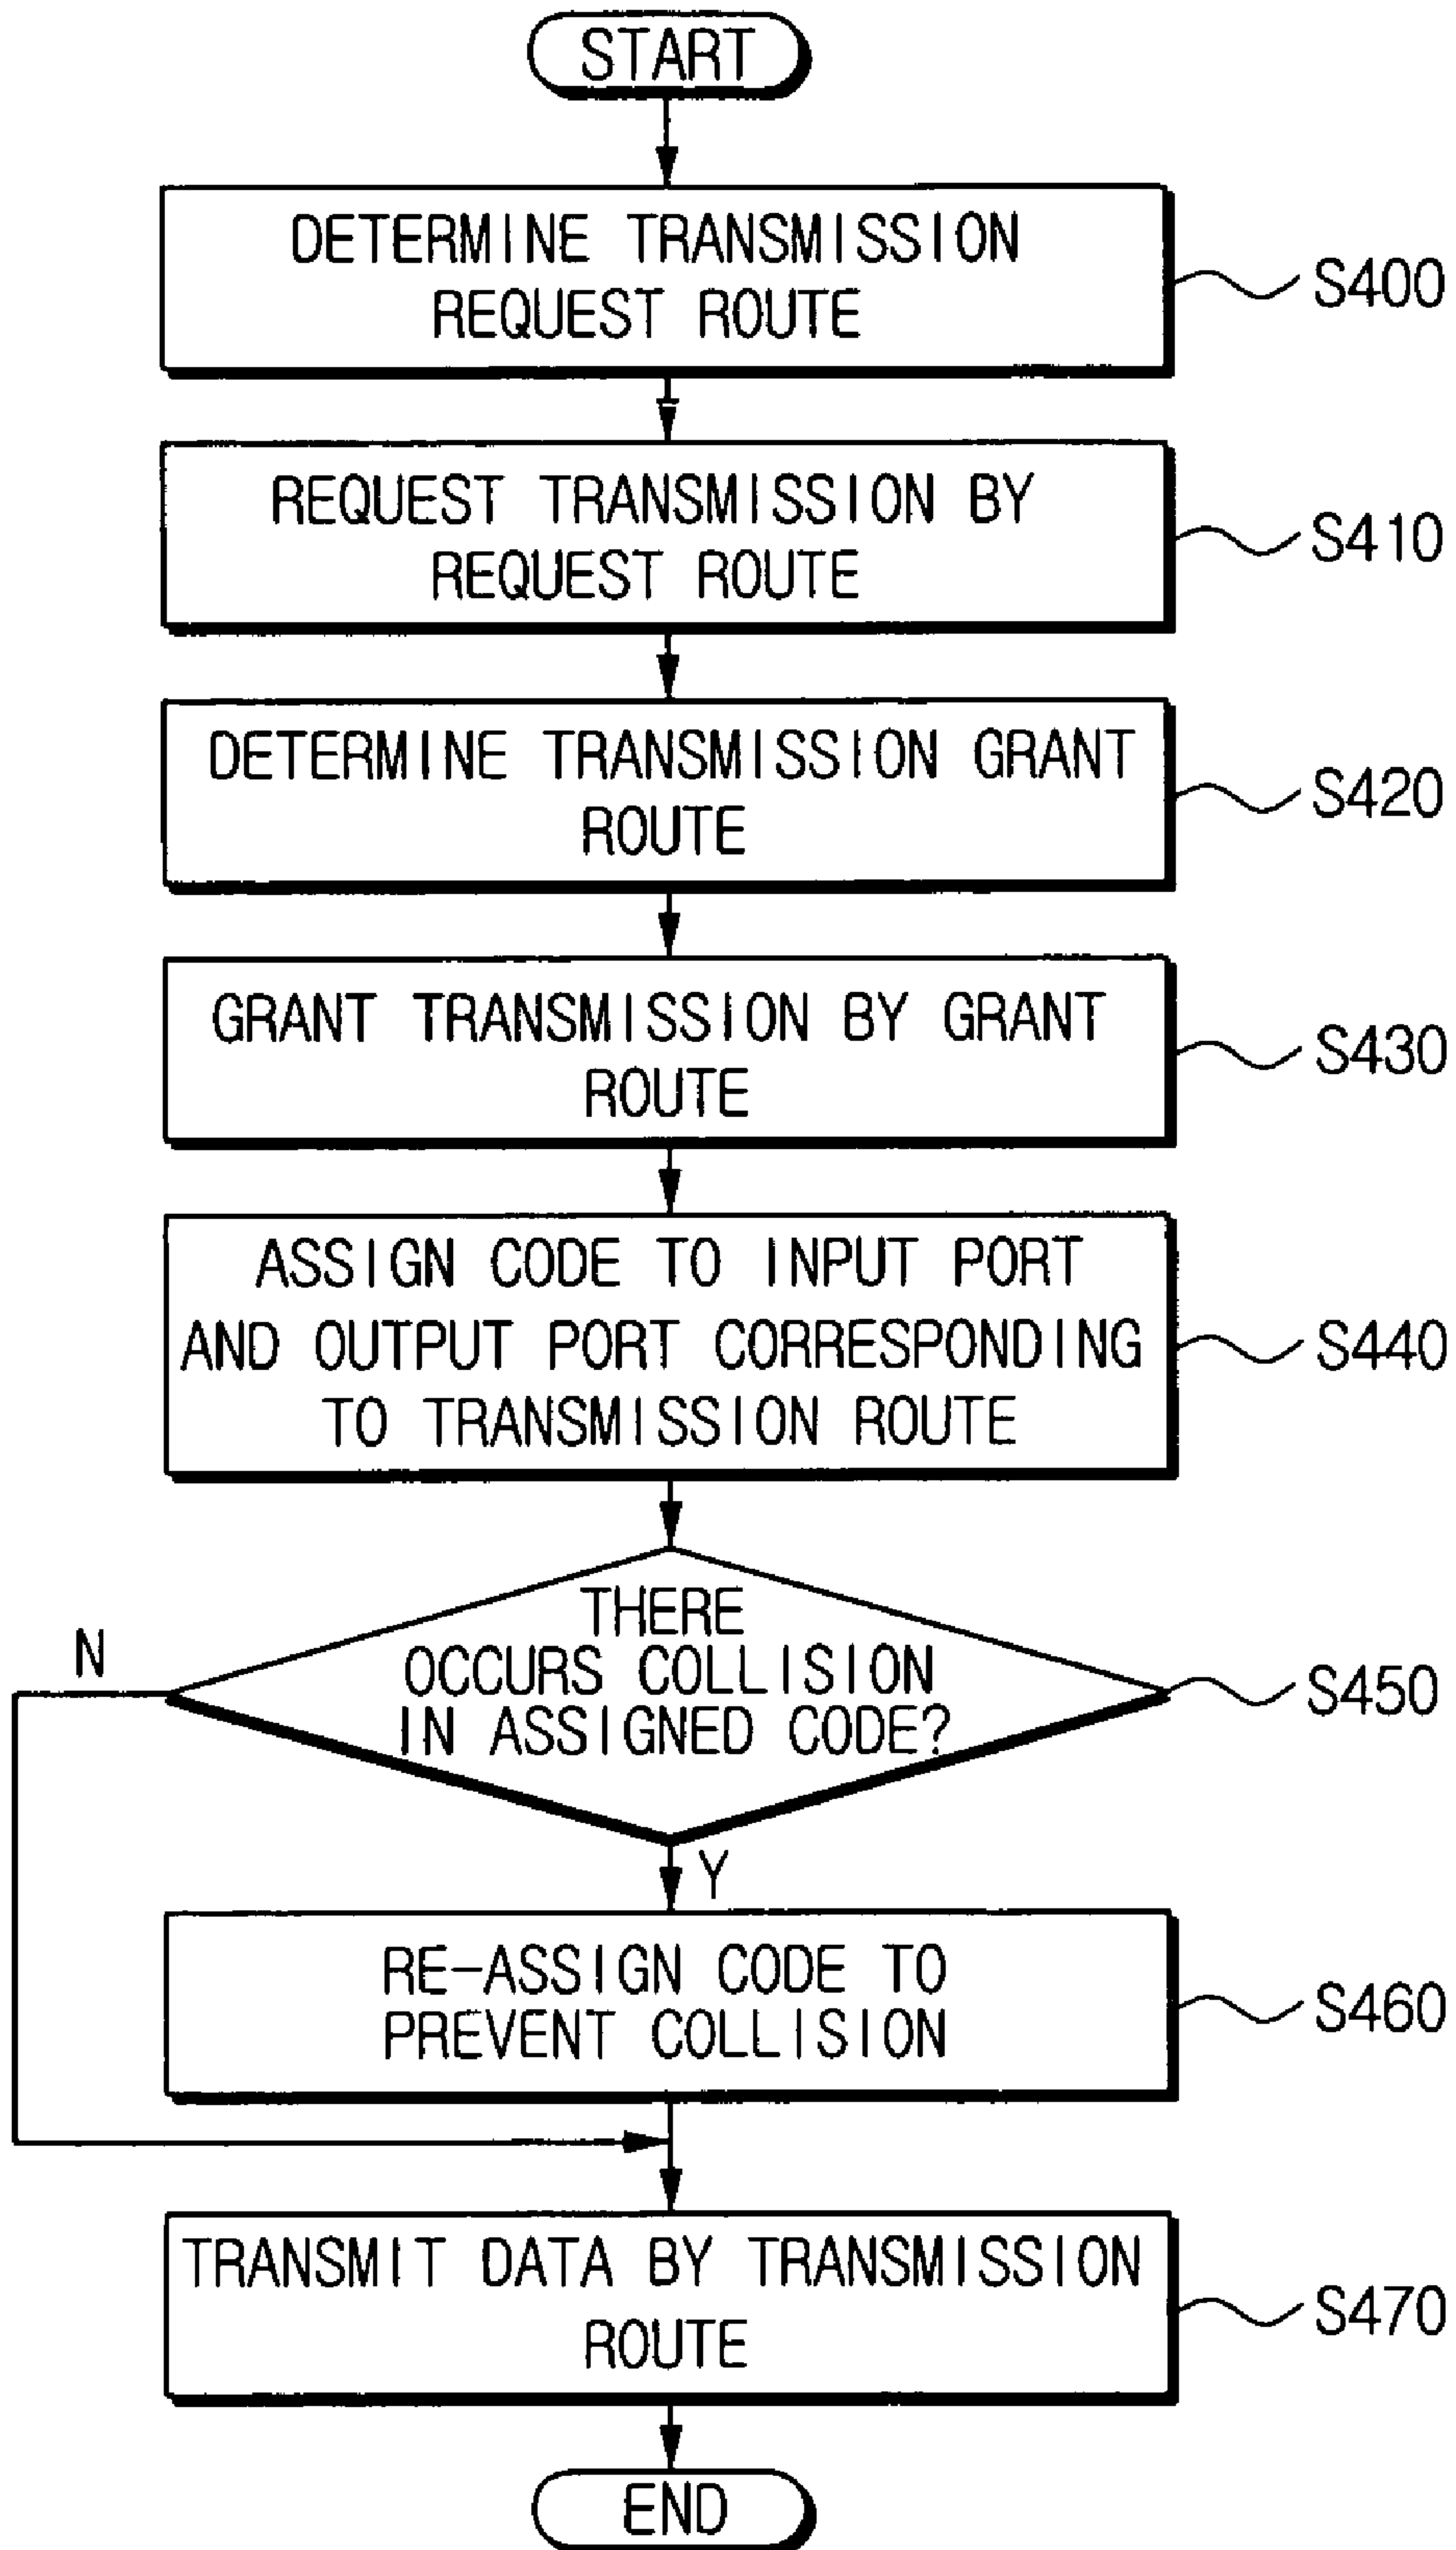 START
DETERMINE TRANSMISSION
REQUEST ROUTE
S400
REQUEST TRANSMISSION BY
REQUEST ROUTE
S410
DETERMINE TRANSMISSION GRANT
ROUTE
S420
GRANT TRANSMISSION BY GRANT
ROUTE
S430
ASSIGN CODE TO INPUT PORT
AND OUTPUT PORT CORRESPONDING
TO TRANSMISSION ROUTE
S440
THERE
OCCURS COLLISION
IN ASSIGNED CODE?
N
S450
Y
RE-ASSIGN CODE TO
PREVENT COLLISION
S460
TRANSMIT DATA BY TRANSMISSION
ROUTE
S470
END